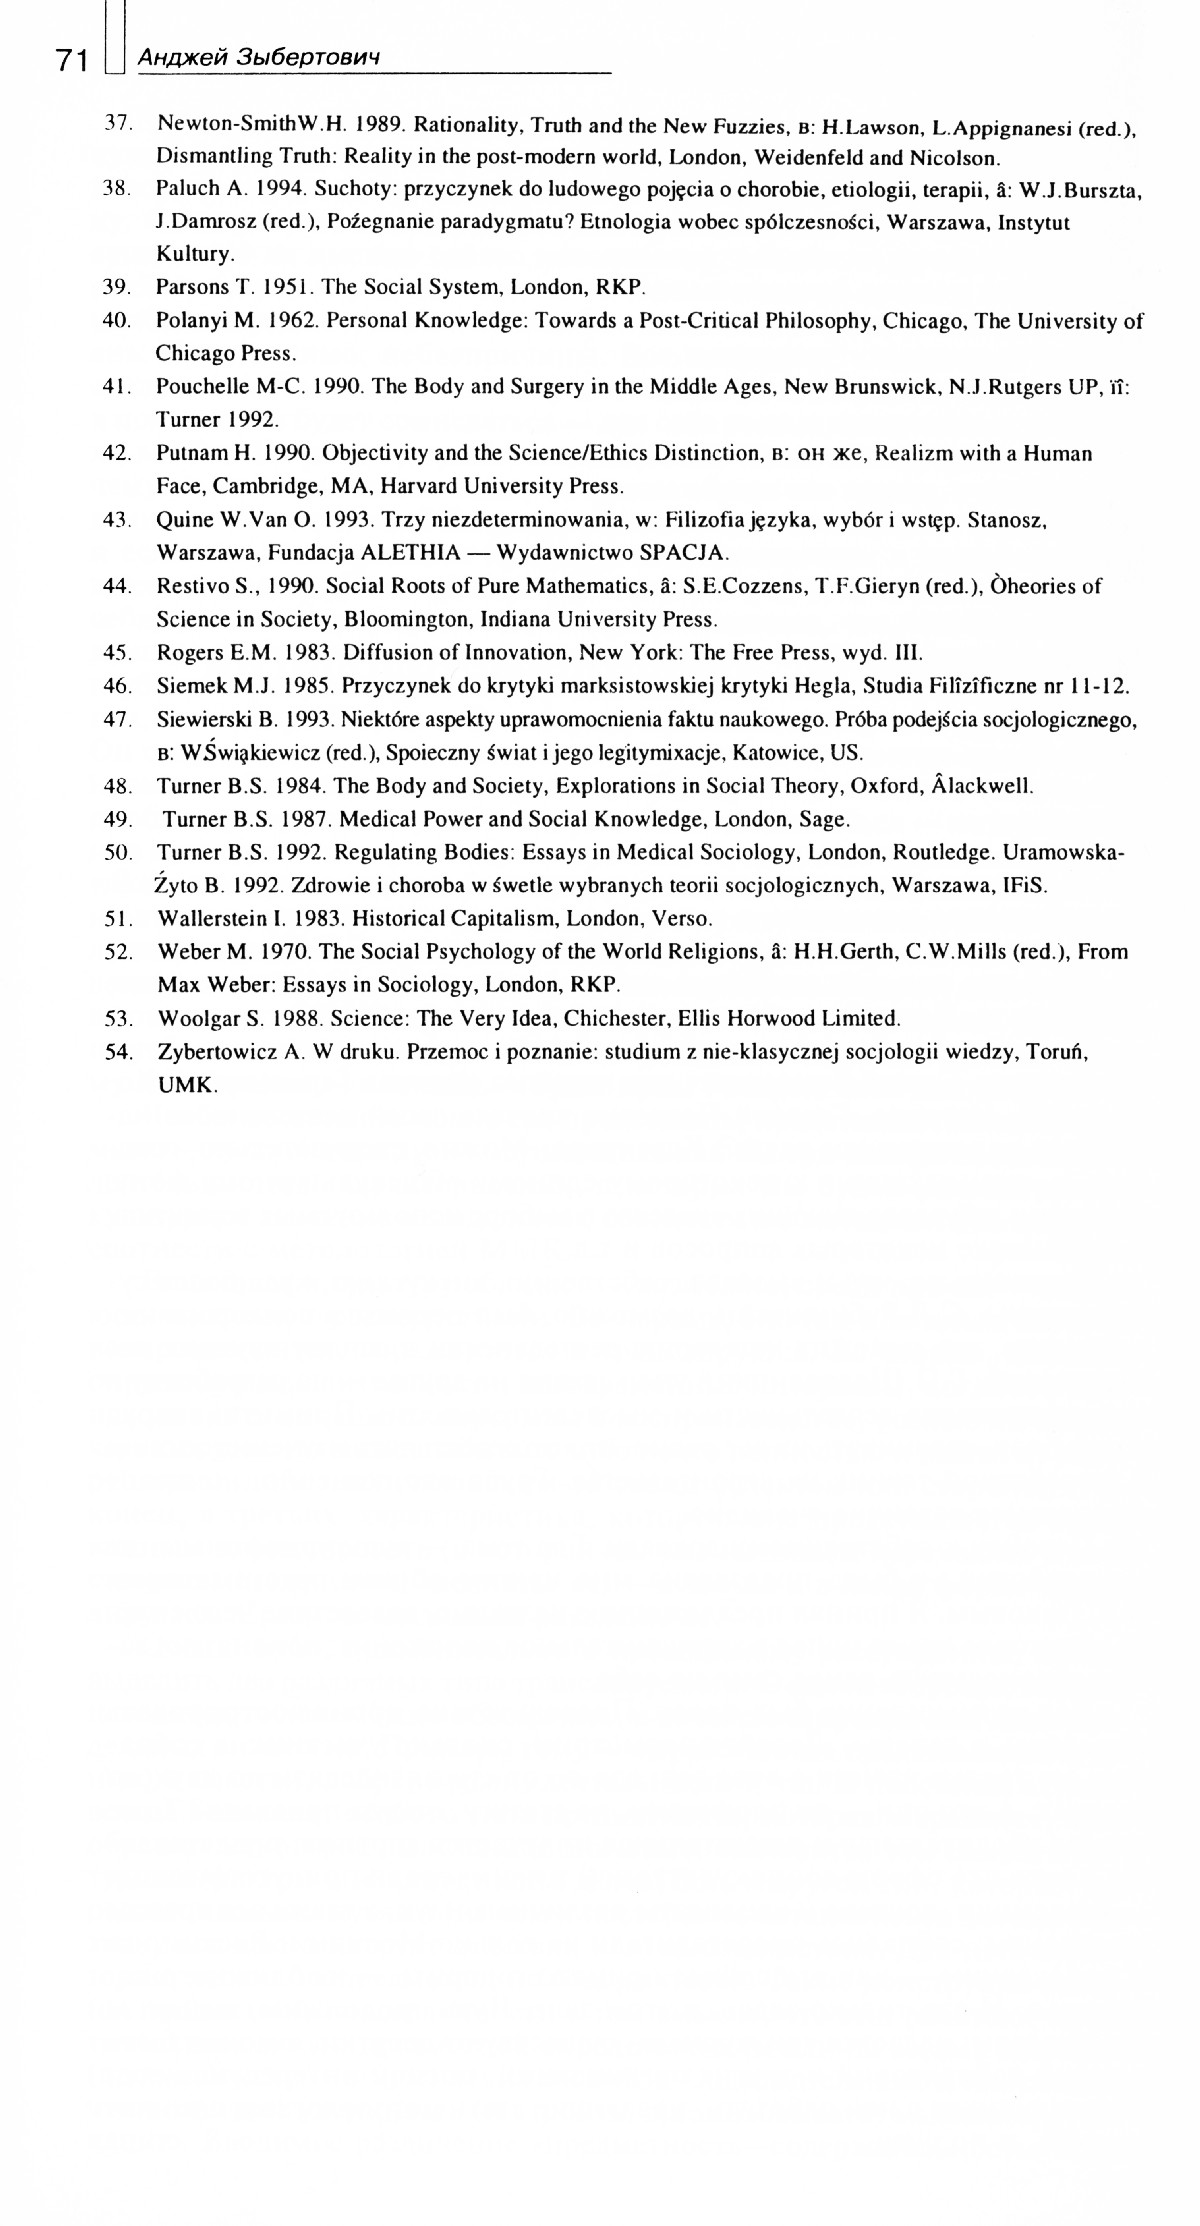 71 Анджей Зыбертович
37. Newton-SmithW.H. 1989. Rationality, Truth and the New Fuzzies, в: H.Lawson, L.Appignanesi (red.),
Dismantling Truth: Reality in the post-modern world, London, Weidenfeld and Nicolson.
38. Paluch A. 1994. Suchoty: przyczynek do ludowego pojęcia o chorobie, etiologii, terapii, â: W.J.Burszta,
J.Damrosz (red.), Poźegnanie paradygmatu? Etnologia wobec spólczesności, Warszawa, Instytut
Kultury.
39. Parsons T. 1951. The Social System, London, RKP.
40. Polanyi M. 1962. Personal Knowledge: Towards a Post-Critical Philosophy, Chicago, The University of
Chicago Press.
41. Pouchelle M-C. 1990. The Body and Surgery in the Middle Ages, New Brunswick, N.J.Rutgers UP, ïî:
Turner 1992.
42. Putnam H. 1990. Objectivity and the Science/Ethics Distinction, в: он же, Realizm with a Human
Face, Cambridge, MA, Harvard University Press.
43. Quine W.Van O. 1993. Trzy niezdeterminowania, w: Filizofia języka, wybór i wstęp. Stanosz,
Warszawa, Fundacja ALETHIA — Wydawnictwo SPACJA.
44. Restivo S., 1990. Social Roots of Pure Mathematics, â: S.E.Cozzens, T.F.Gieryn (red.), Òheories of
Science in Society, Bloomington, Indiana University Press.
45. Rogers E.M. 1983. Diffusion of Innovation, New York: The Free Press, wyd. III.
46. Siemek M.J. 1985. Przyczynek do krytyki marksistowskiej krytyki Hegla, Studia Filîzîficzne nr 11-12.
47. Siewierski B. 1993. Niektóre aspekty uprawomocnienia faktu naukowego. Próba podejścia socjologicznego,
в: WŚwiąkiewicz (red.), Spoieczny świat i jego legitymixacje, Katowice, US.
48. Turner B.S. 1984. The Body and Society, Explorations in Social Theory, Oxford, Âlackwell.
49. Turner B.S. 1987. Medical Power and Social Knowledge, London, Sage.
50. Turner B.S. 1992. Regulating Bodies: Essays in Medical Sociology, London, Routledge. Uramowska-
Źyto B. 1992. Zdrowie i choroba w śwetle wybranych teorii socjologicznych, Warszawa, IFiS.
51. Wallerstein I. 1983. Historical Capitalism, London, Verso.
52. Weber M. 1970. The Social Psychology of the World Religions, â: H.H.Gerth, C.W.Mills (red.), From
Max Weber: Essays in Sociology, London, RKP.
53. Woolgar S. 1988. Science: The Very Idea, Chichester, Ellis Horwood Limited.
54. Zybertowicz A. W druku. Przemoc i poznanie: studium z nie-klasycznej socjologii wiedzy, Toruń,
UMK.